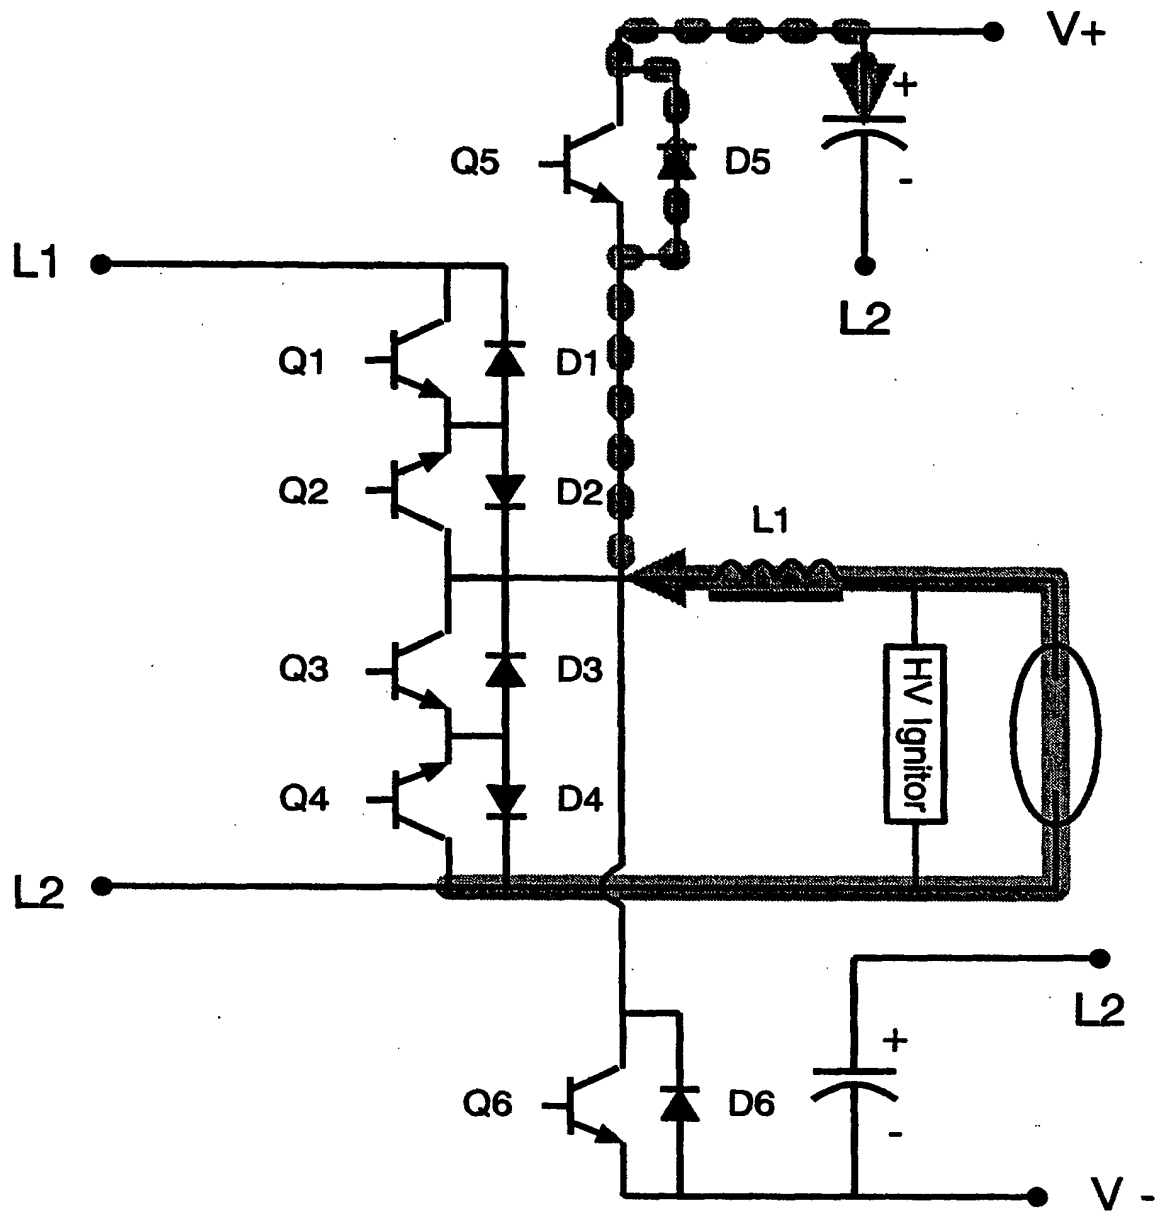 V+
+
Q5
D5
-
L1
L2
Q1
D1
Q2
D2
L1
Q3
D3
HV Ignitor
Q4
D4
L2
L2
+
Q6
D6
-
V -